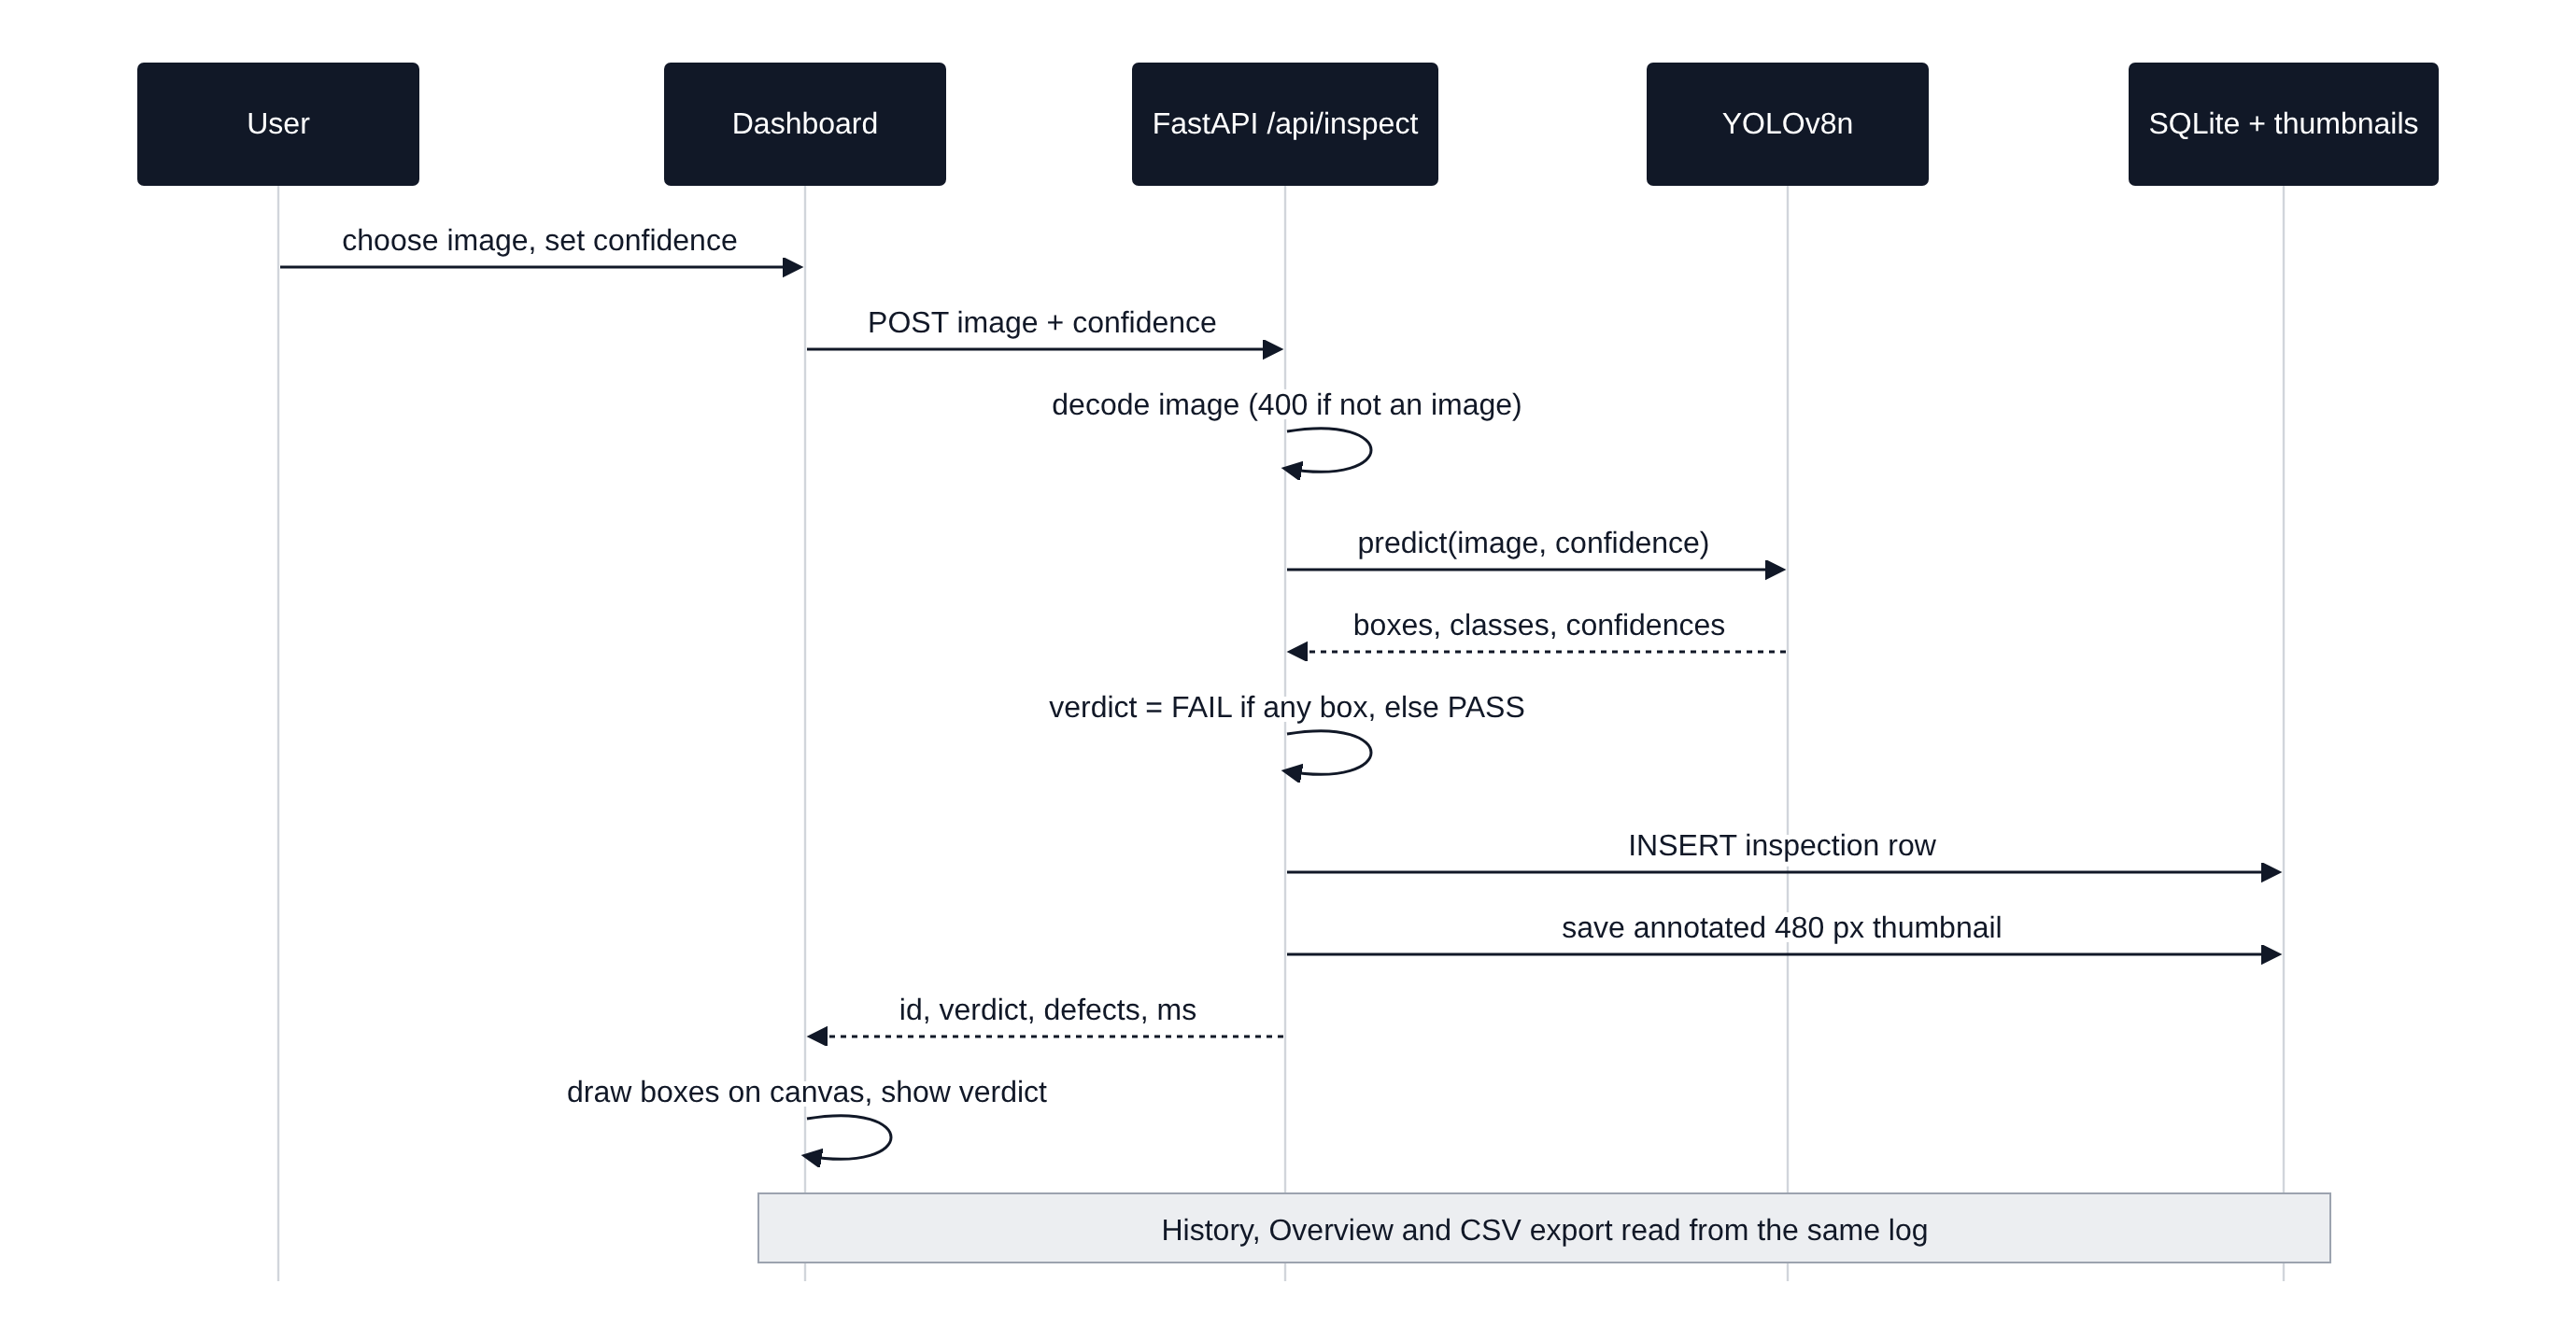 User
Dashboard
FastAPI /api/inspect
YOLOv8n
SQLite + thumbnails
choose image, set confidence
POST image + confidence
decode image (400 if not an image)
predict(image, confidence)
boxes, classes, confidences
verdict = FAIL if any box, else PASS
INSERT inspection row
save annotated 480 px thumbnail
id, verdict, defects, ms
draw boxes on canvas, show verdict
History, Overview and CSV export read from the same log